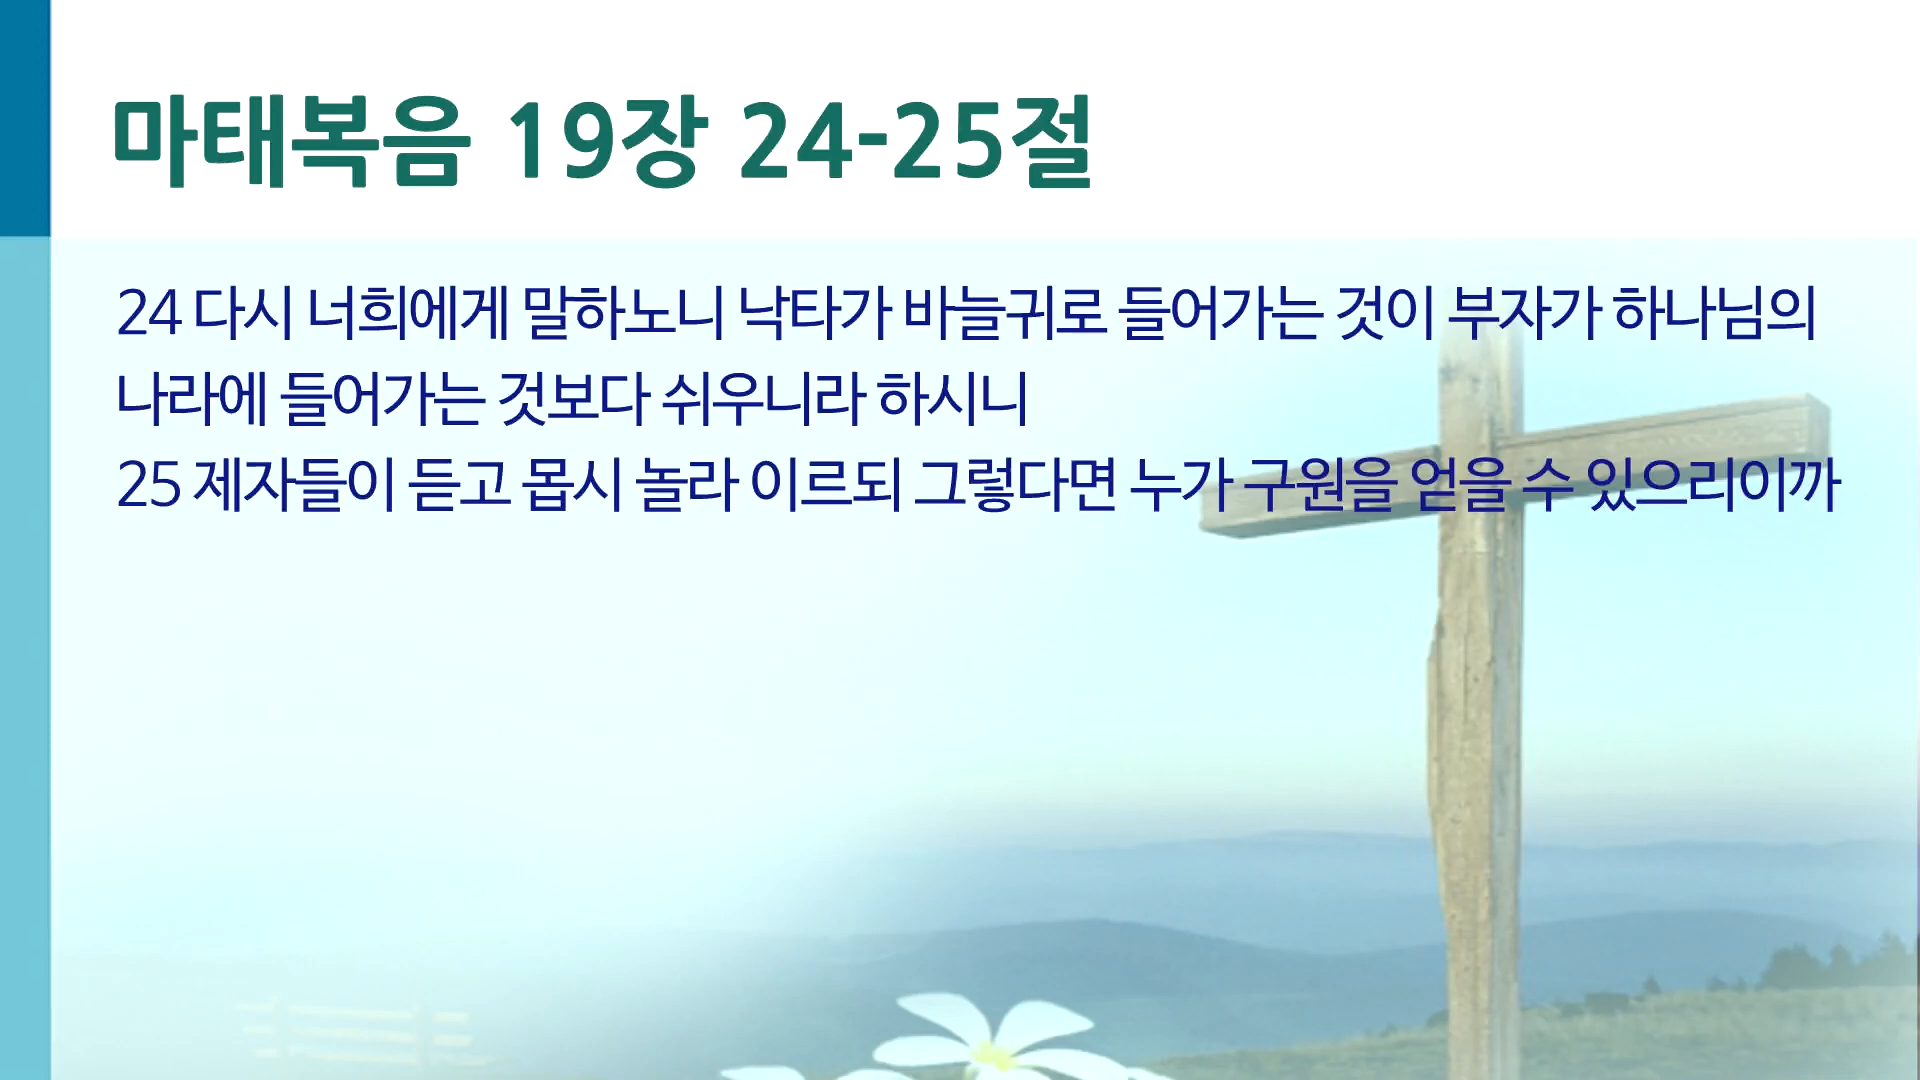 마태복음 19장 24-25절
24 다시 너희에게 말하노니 낙타가 바늘귀로 들어가는 것이 부자가 하나님의
나라에 들어가는 것보다 쉬우니라 하시니
25 제자들이 듣고 몹시 놀라 이르되 그렇다면 누가 구원을 얻을 수 있으리이까